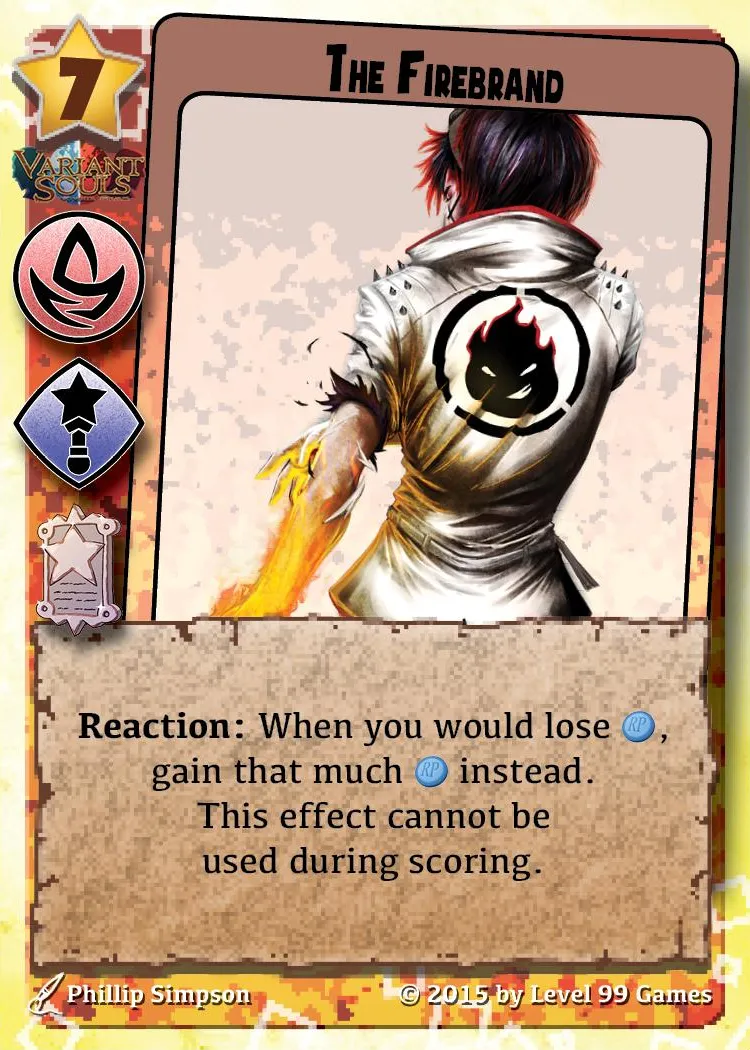 7
THE FIREBRAND
VARIANT
SOULS
Reaction: When you would lose RP,
gain that much RP instead.
This effect cannot be
used during scoring.
Phillip Simpson
© 2015 by Level 99 Games